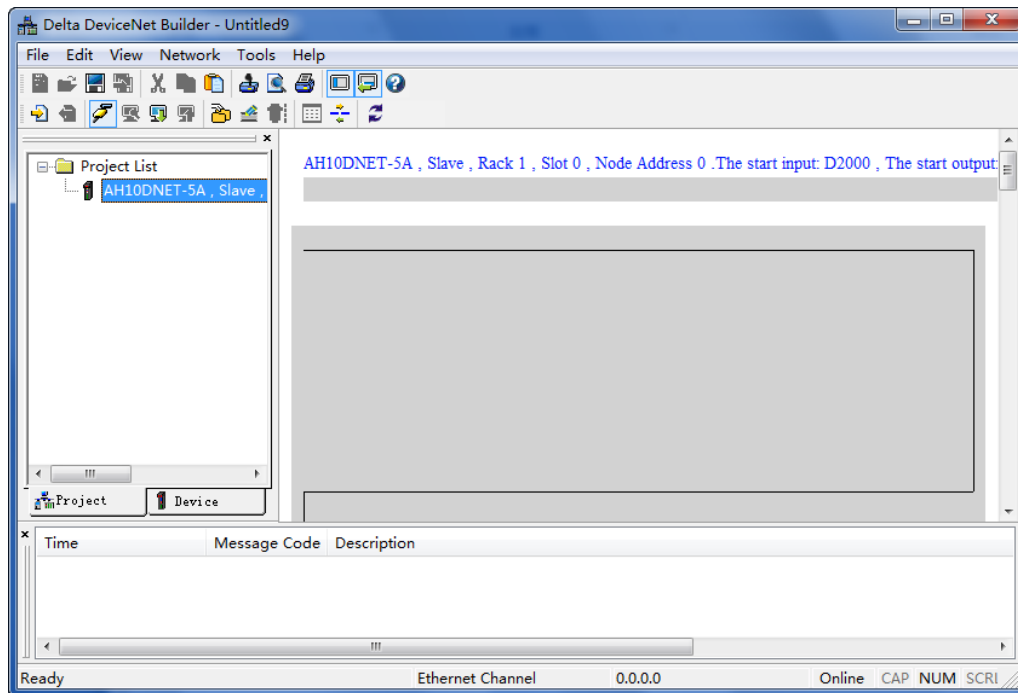 Delta DeviceNet Builder - Untitled9
File Edit View Network Tools Help
Project List
AH10DNET-5A , Slave ,
Project Device
AH10DNET-5A , Slave , Rack 1 , Slot 0 , Node Address 0 .The start input: D2000 , The start output:
Time Message Code Description
Ready Ethernet Channel 0.0.0.0 Online CAP NUM SCRI